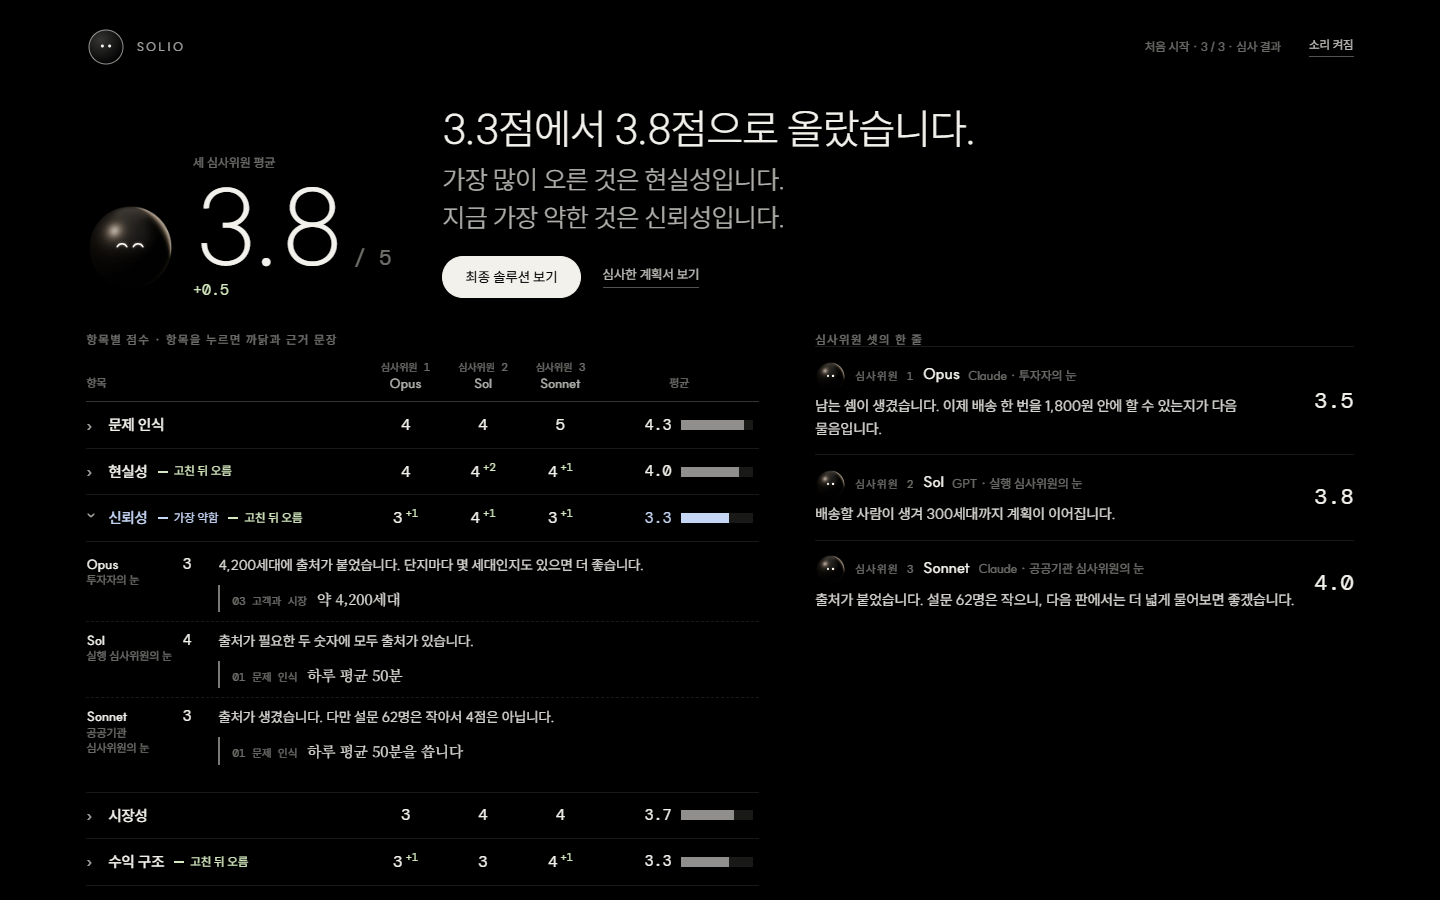 SOLIO
처음 시작 · 3 / 3 · 심사 결과
소리 켜짐
세 심사위원 평균
3.8 / 5
+0.5
3.3점에서 3.8점으로 올랐습니다.
가장 많이 오른 것은 현실성입니다.
지금 가장 약한 것은 신뢰성입니다.
최종 솔루션 보기
심사한 계획서 보기
항목별 점수 · 항목을 누르면 까닭과 근거 문장
심사위원 1 심사위원 2 심사위원 3
항목 Opus Sol Sonnet 평균
› 문제 인식 4 4 5 4.3
› 현실성 — 고친 뒤 오름 4 4 +2 4 +1 4.0
신뢰성 — 가장 약함 — 고친 뒤 오름 3 +1 4 +1 3 +1 3.3
Opus 3 4,200세대에 출처가 붙었습니다. 단지마다 몇 세대인지도 있으면 더 좋습니다.
투자자의 눈
03 고객과 시장 약 4,200세대
Sol 4 출처가 필요한 두 숫자에 모두 출처가 있습니다.
실행 심사위원의 눈
01 문제 인식 하루 평균 50분
Sonnet 3 출처가 생겼습니다. 다만 설문 62명은 작아서 4점은 아닙니다.
공공기관
심사위원의 눈
01 문제 인식 하루 평균 50분을 씁니다
› 시장성 3 4 4 3.7
› 수익 구조 — 고친 뒤 오름 3 +1 3 4 +1 3.3
심사위원 셋의 한 줄
심사위원 1 Opus Claude · 투자자의 눈
남는 셈이 생겼습니다. 이제 배송 한 번을 1,800원 안에 할 수 있는지가 다음
물음입니다.
3.5
심사위원 2 Sol GPT · 실행 심사위원의 눈
배송할 사람이 생겨 300세대까지 계획이 이어집니다.
3.8
심사위원 3 Sonnet Claude · 공공기관 심사위원의 눈
출처가 붙었습니다. 설문 62명은 작으니, 다음 판에서는 더 넓게 물어보면 좋겠습니다.
4.0